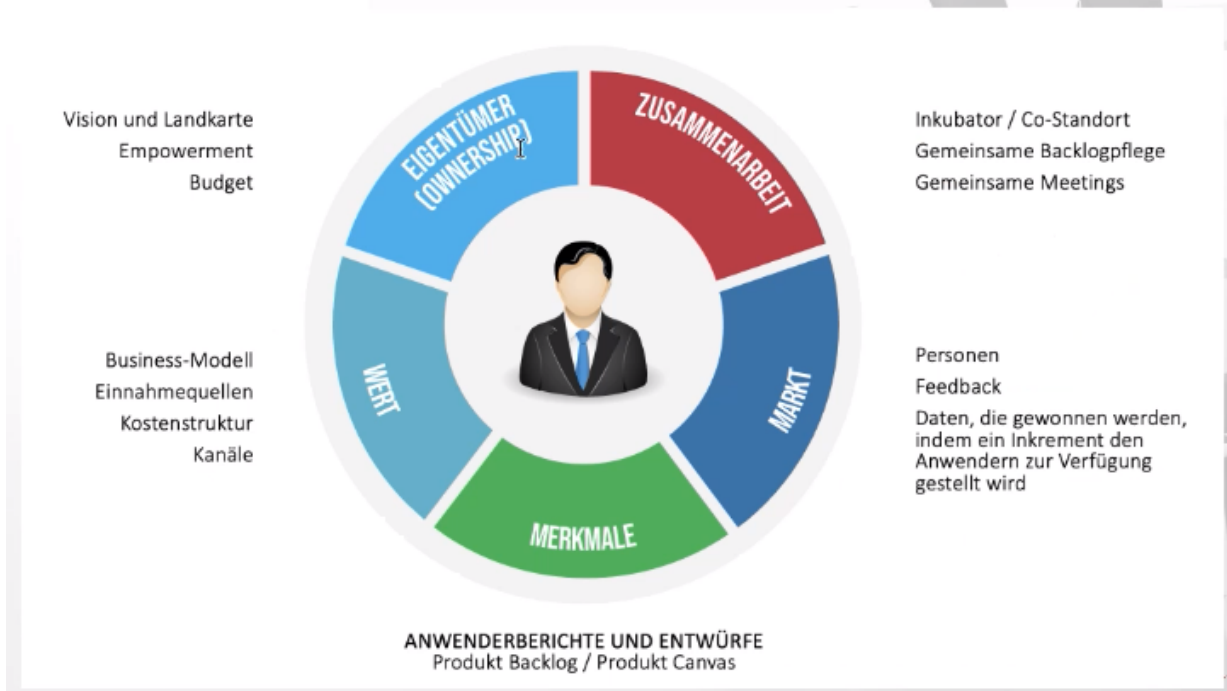 Vision und Landkarte
Empowerment
Budget
EIGENTÜMER
(OWNERSHIP)
ZUSAMMENARBEIT
Inkubator / Co-Standort
Gemeinsame Backlogpflege
Gemeinsame Meetings
Business-Modell
Einnahmequellen
Kostenstruktur
Kanäle
WERT
MARKT
Personen
Feedback
Daten, die gewonnen werden,
indem ein Inkrement den
Anwendern zur Verfügung
gestellt wird
MERKMALE
ANWENDERBERICHTE UND ENTWÜRFE
Produkt Backlog / Produkt Canvas